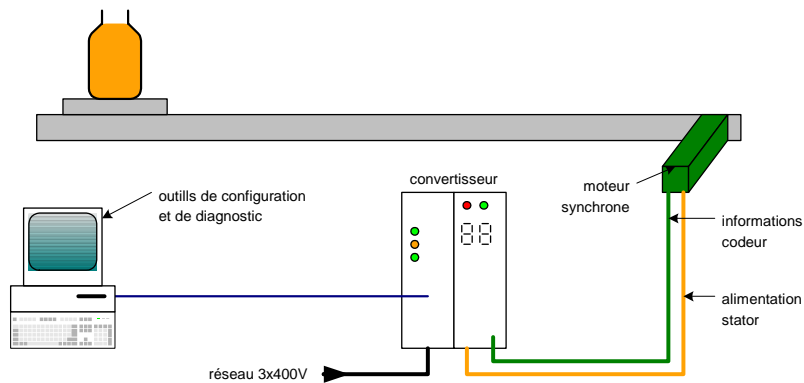 convertisseur
outills de configuration
et de diagnostic
moteur
synchrone
informations
codeur
alimentation
stator
réseau 3x400V